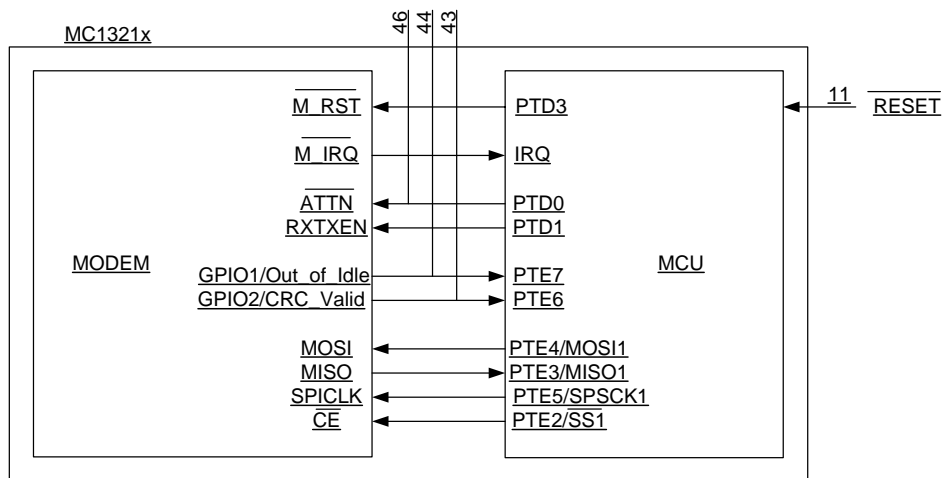 46 44 43
MC1321x
M_RST PTD3 11 RESET
M_IRQ IRQ
ATTN PTD0
RXTXEN PTD1
MODEM MCU
GPIO1/Out_of_Idle PTE7
GPIO2/CRC_Valid PTE6
MOSI PTE4/MOSI1
MISO PTE3/MISO1
SPICLK PTE5/SPSCK1
CE PTE2/SS1